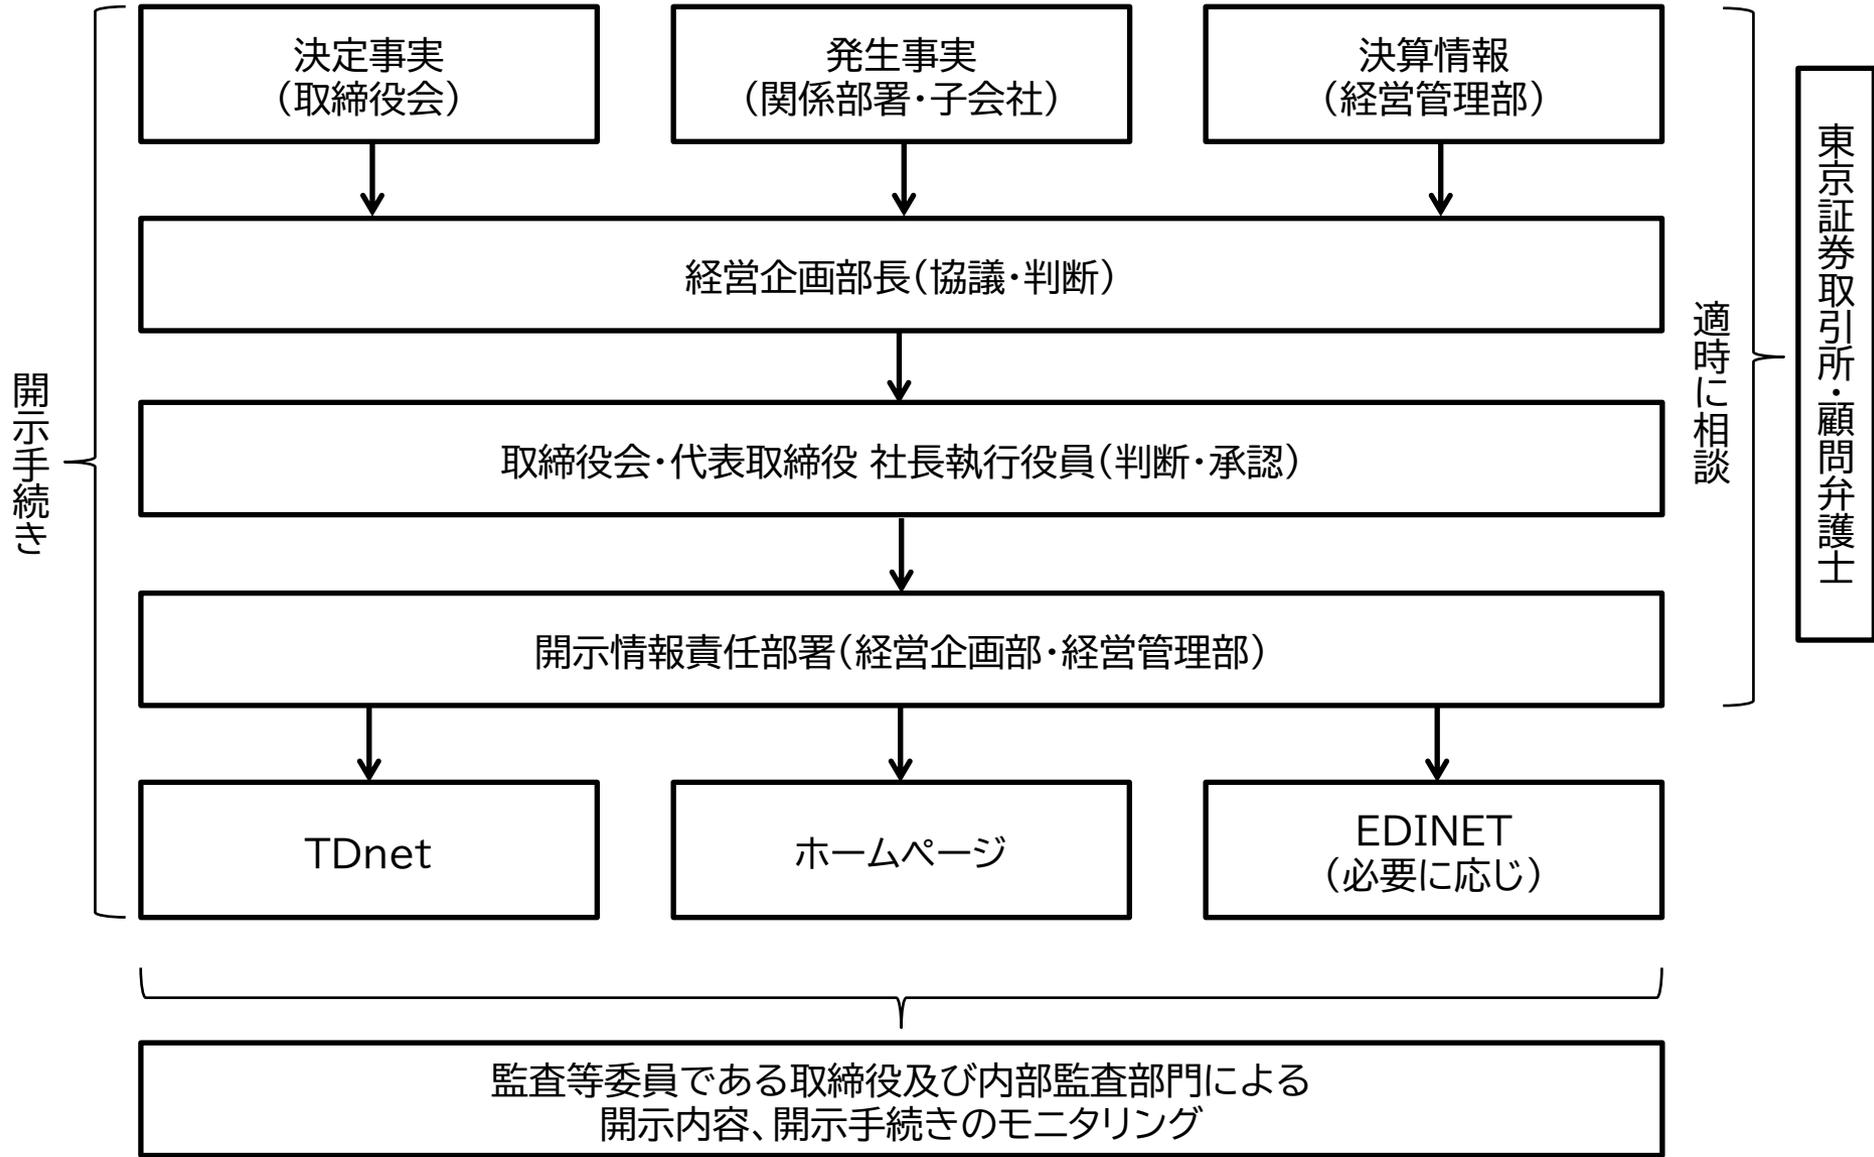 決定事実
（取締役会）
発生事実
（関係部署・子会社）
決算情報
（経営管理部）
経営企画部長（協議・判断）
取締役会・代表取締役 社長執行役員（判断・承認）
開示情報責任部署（経営企画部・経営管理部）
TDnet
ホームページ
EDINET
（必要に応じ）
開示手続き
適時に相談
東京証券取引所・顧問弁護士
監査等委員である取締役及び内部監査部門による
開示内容、開示手続きのモニタリング